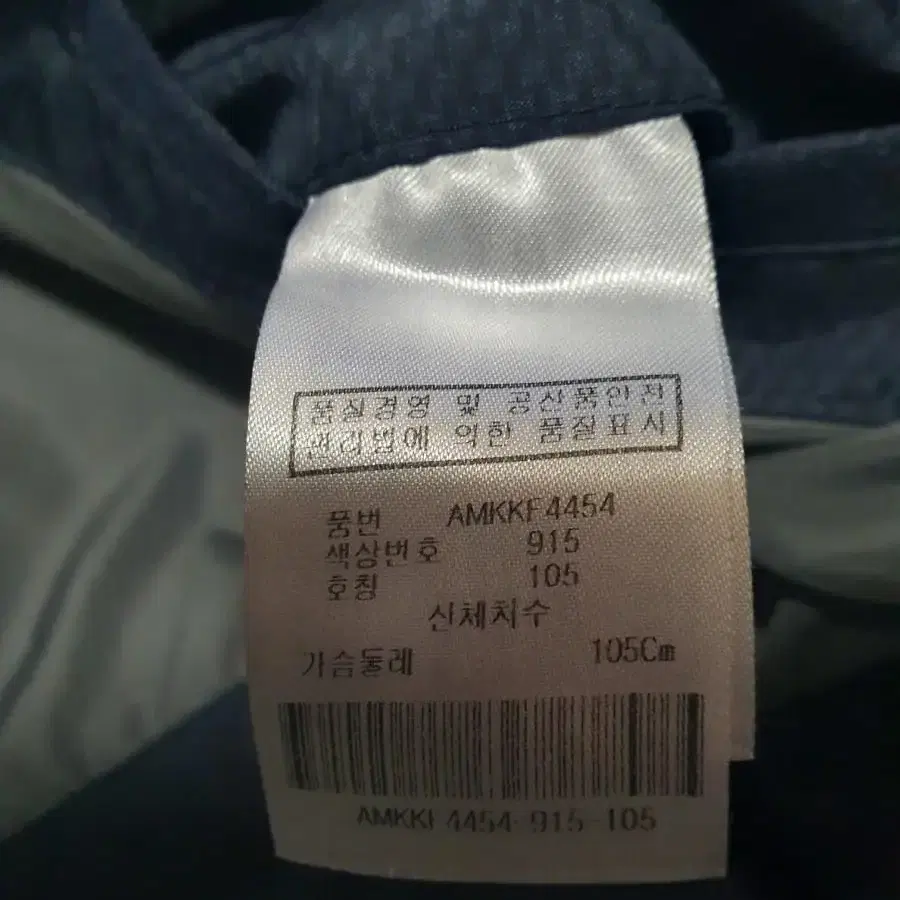 품질경영 및 공산품안전
관리법에 의한 품질표시
품번 AMKKF4454
색상번호 915
호칭 105
신체치수
가슴둘레 105Cm
AMKKF4454-915-105